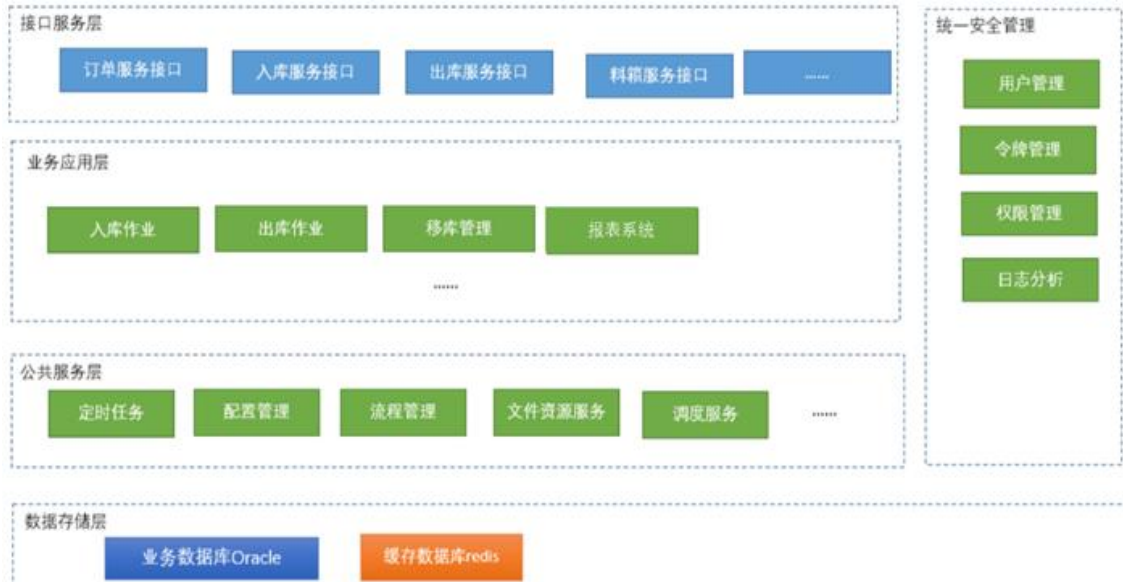 接口服务层
订单服务接口
入库服务接口
出库服务接口
料箱服务接口
......
业务应用层
入库作业
出库作业
移库管理
报表系统
......
公共服务层
定时任务
配置管理
流程管理
文件资源服务
调度服务
......
统一安全管理
用户管理
令牌管理
权限管理
日志分析
数据存储层
业务数据库Oracle
缓存数据库redis